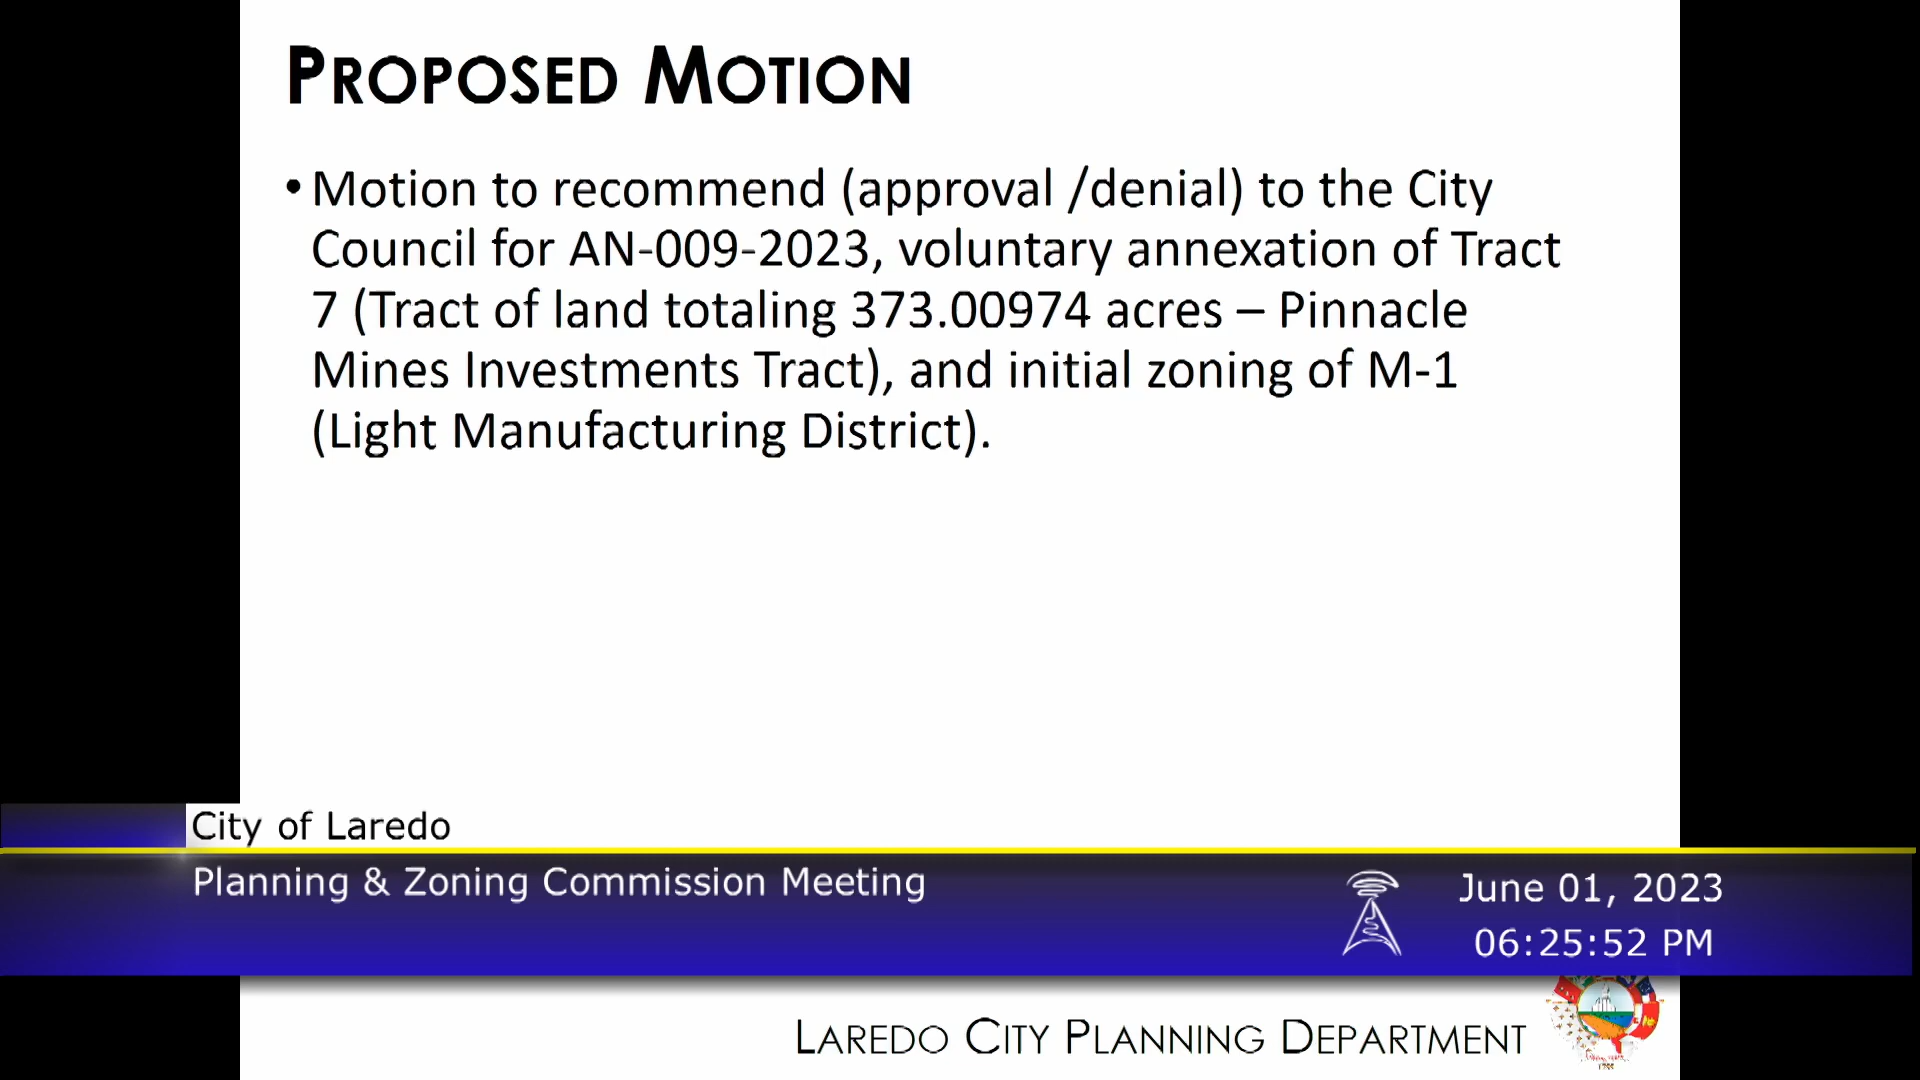 PROPOSED MOTION
• Motion to recommend (approval /denial) to the City
Council for AN-009-2023, voluntary annexation of Tract
7 (Tract of land totaling 373.00974 acres – Pinnacle
Mines Investments Tract), and initial zoning of M-1
(Light Manufacturing District).
City of Laredo
Planning & Zoning Commission Meeting
June 01, 2023
06:25:52 PM
LAREDO CITY PLANNING DEPARTMENT